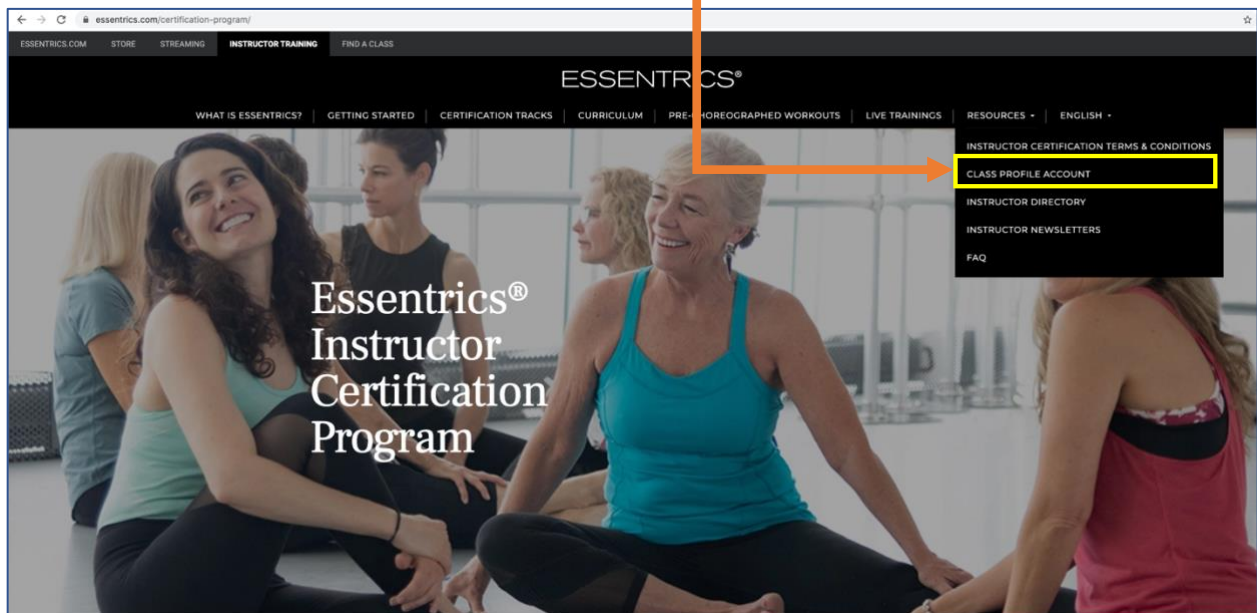 essentrics.com/certification-program/
ESSENTRICS.COM STORE STREAMING INSTRUCTOR TRAINING FIND A CLASS
ESSENTRICS®
WHAT IS ESSENTRICS? GETTING STARTED CERTIFICATION TRACKS CURRICULUM PRE-CHOREOGRAPHED WORKOUTS LIVE TRAININGS RESOURCES ENGLISH
INSTRUCTOR CERTIFICATION TERMS & CONDITIONS
CLASS PROFILE ACCOUNT
INSTRUCTOR DIRECTORY
INSTRUCTOR NEWSLETTERS
FAQ
Essentrics®
Instructor
Certification
Program